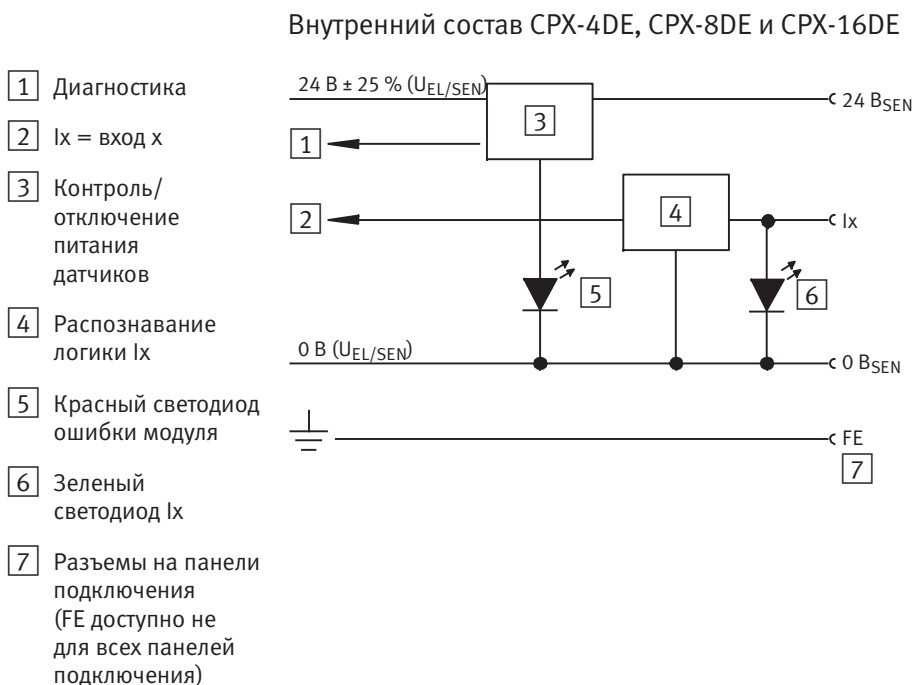 Внутренний состав CPX-4DE, CPX-8DE и CPX-16DE
1 Диагностика
2 Ix = вход x
3 Контроль/
отключение
питания
датчиков
4 Распознавание
логики Ix
5 Красный светодиод
ошибки модуля
6 Зеленый
светодиод Ix
7 Разъемы на панели
подключения
(FE доступно не
для всех панелей
подключения)
24 В ± 25 % (UEL/SEN)
3
24 BSEN
1
2
4
Ix
5
6
0 В (UEL/SEN)
0 BSEN
FE
7